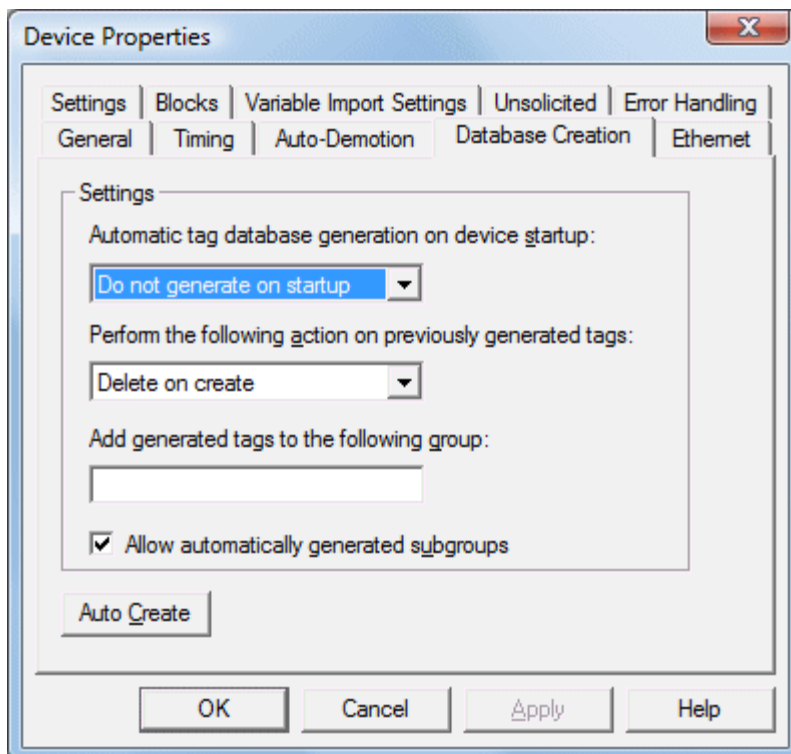 Device Properties
Settings Blocks Variable Import Settings Unsolicited Error Handling
General Timing Auto-Demotion Database Creation Ethernet
Settings
Automatic tag database generation on device startup:
Do not generate on startup
Perform the following action on previously generated tags:
Delete on create
Add generated tags to the following group:
Allow automatically generated subgroups
Auto Create
OK Cancel Apply Help